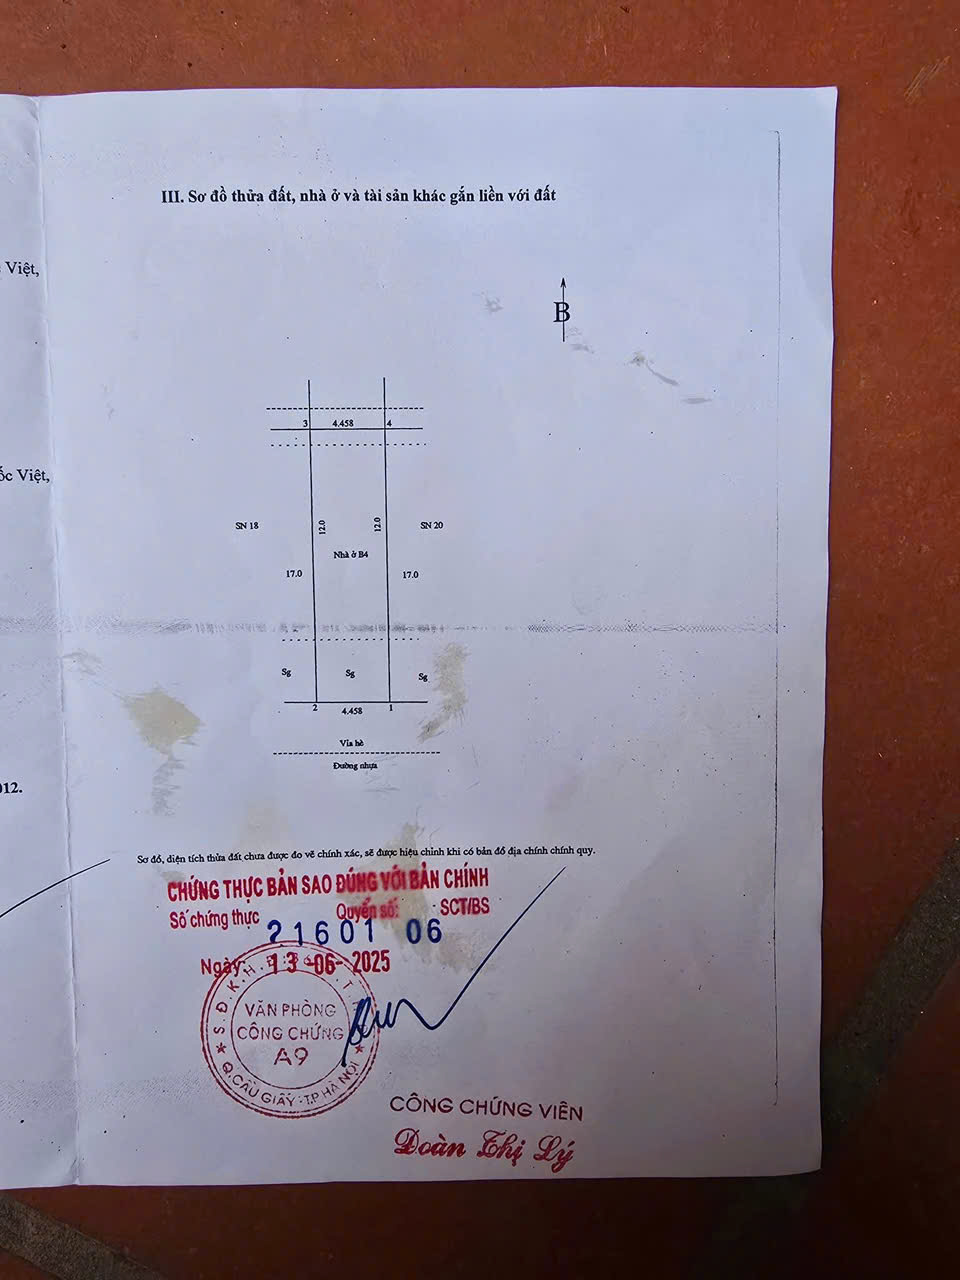 III. Sơ đồ thửa đất, nhà ở và tài sản khác gắn liền với đất
Việt,
B
3 4.458 4
SN 18 12.0 12.0 SN 20
ốc Việt,
Nhà ở B4
17.0 17.0
Sg Sg Sg
2 4.458 1
Vỉa hè
Đường nhựa
012.
Sơ đồ, diện tích thửa đất chưa được đo vẽ chính xác, sẽ được hiệu chỉnh khi có bản đồ địa chính chính quy.
CHỨNG THỰC BẢN SAO ĐÚNG VỚI BẢN CHÍNH
Số chứng thực 21601 Quyển số: 06 SCT/BS
Ngày: 13-06-2025
S.Đ.K.H.Đ
VĂN PHÒNG
CÔNG CHỨNG
A9
Q.CẦU GIẤY - T.P HÀ NỘI
CÔNG CHỨNG VIÊN
Đoàn Thị Lý